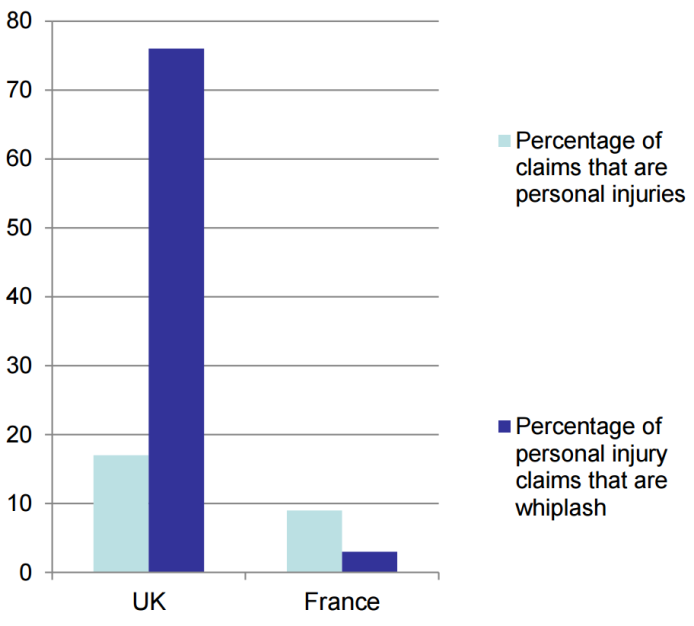 80
70
60
50
40
30
20
10
0
UK
France
Percentage of
claims that are
personal injuries
Percentage of
personal injury
claims that are
whiplash